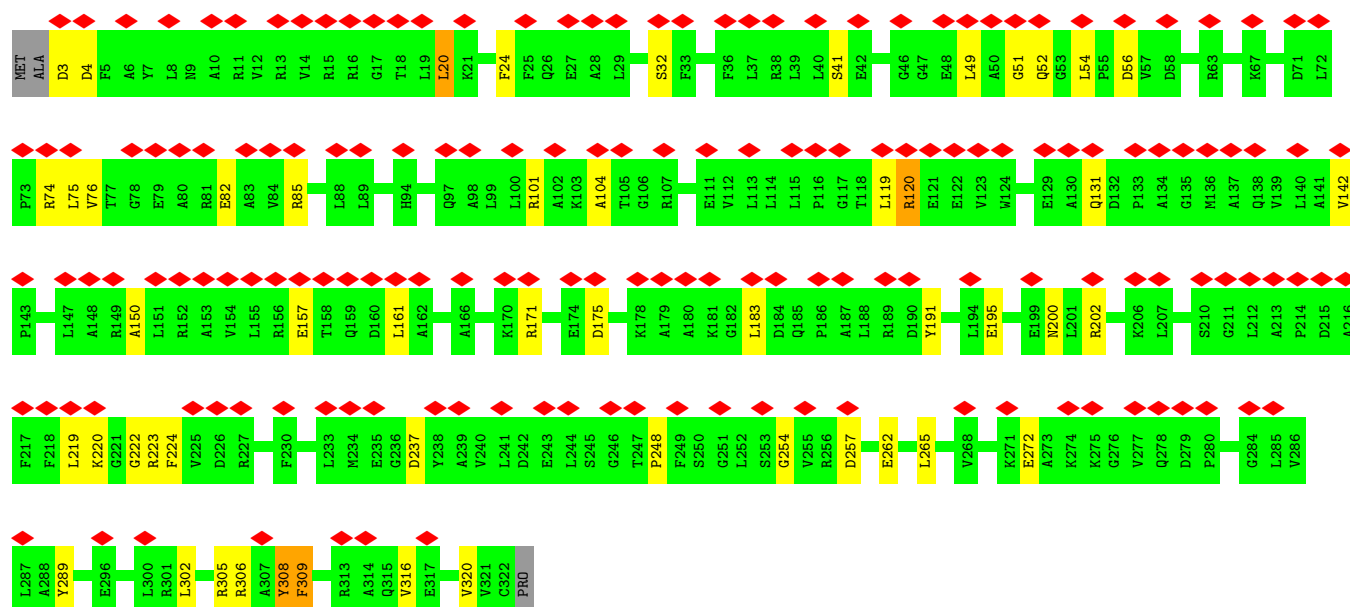 MET ALA D3 D4 F5 A6 Y7 L8 N9 A10 R11 V12 R13 V14 R15 R16 G17 T18 L19 L20 K21 F24 F25 Q26 E27 A28 L29 S32 F33 F36 L37 R38 L39 L40 S41 E42 G46 G47 E48 L49 A50 G51 Q52 G53 L54 P55 D56 V57 D58 R63 K67 D71 L72
P73 R74 L75 V76 T77 G78 E79 A80 R81 E82 A83 V84 R85 L88 L89 H94 Q97 A98 L99 L100 R101 A102 K103 A104 T105 G106 R107 E111 V112 L113 L114 L115 P116 G117 T118 L119 R120 E121 E122 V123 W124 E129 A130 Q131 D132 P133 A134 G135 M136 A137 Q138 V139 L140 A141 V142
P143 L147 A148 R149 A150 L151 R152 A153 V154 L155 R156 E157 T158 Q159 D160 L161 A162 A166 K170 R171 E174 D175 K178 A179 A180 K181 G182 L183 D184 Q185 P186 A187 L188 R189 D190 Y191 L194 E195 E199 N200 L201 R202 K206 L207 S210 G211 L212 A213 P214 D215 A216
F217 F218 L219 K220 G221 G222 R223 F224 V225 D226 R227 F230 L233 M234 E235 G236 D237 Y238 A239 V240 L241 D242 E243 L244 S245 G246 T247 P248 F249 S250 G251 L252 S253 G254 V255 R256 D257 E262 L265 V268 K271 E272 A273 K274 K275 G276 V277 Q278 D279 P280 G284 L285 V286
L287 A288 Y289 E296 L300 R301 L302 R305 R306 A307 Y308 F309 R313 A314 Q315 V316 E317 V320 V321 C322 PRO